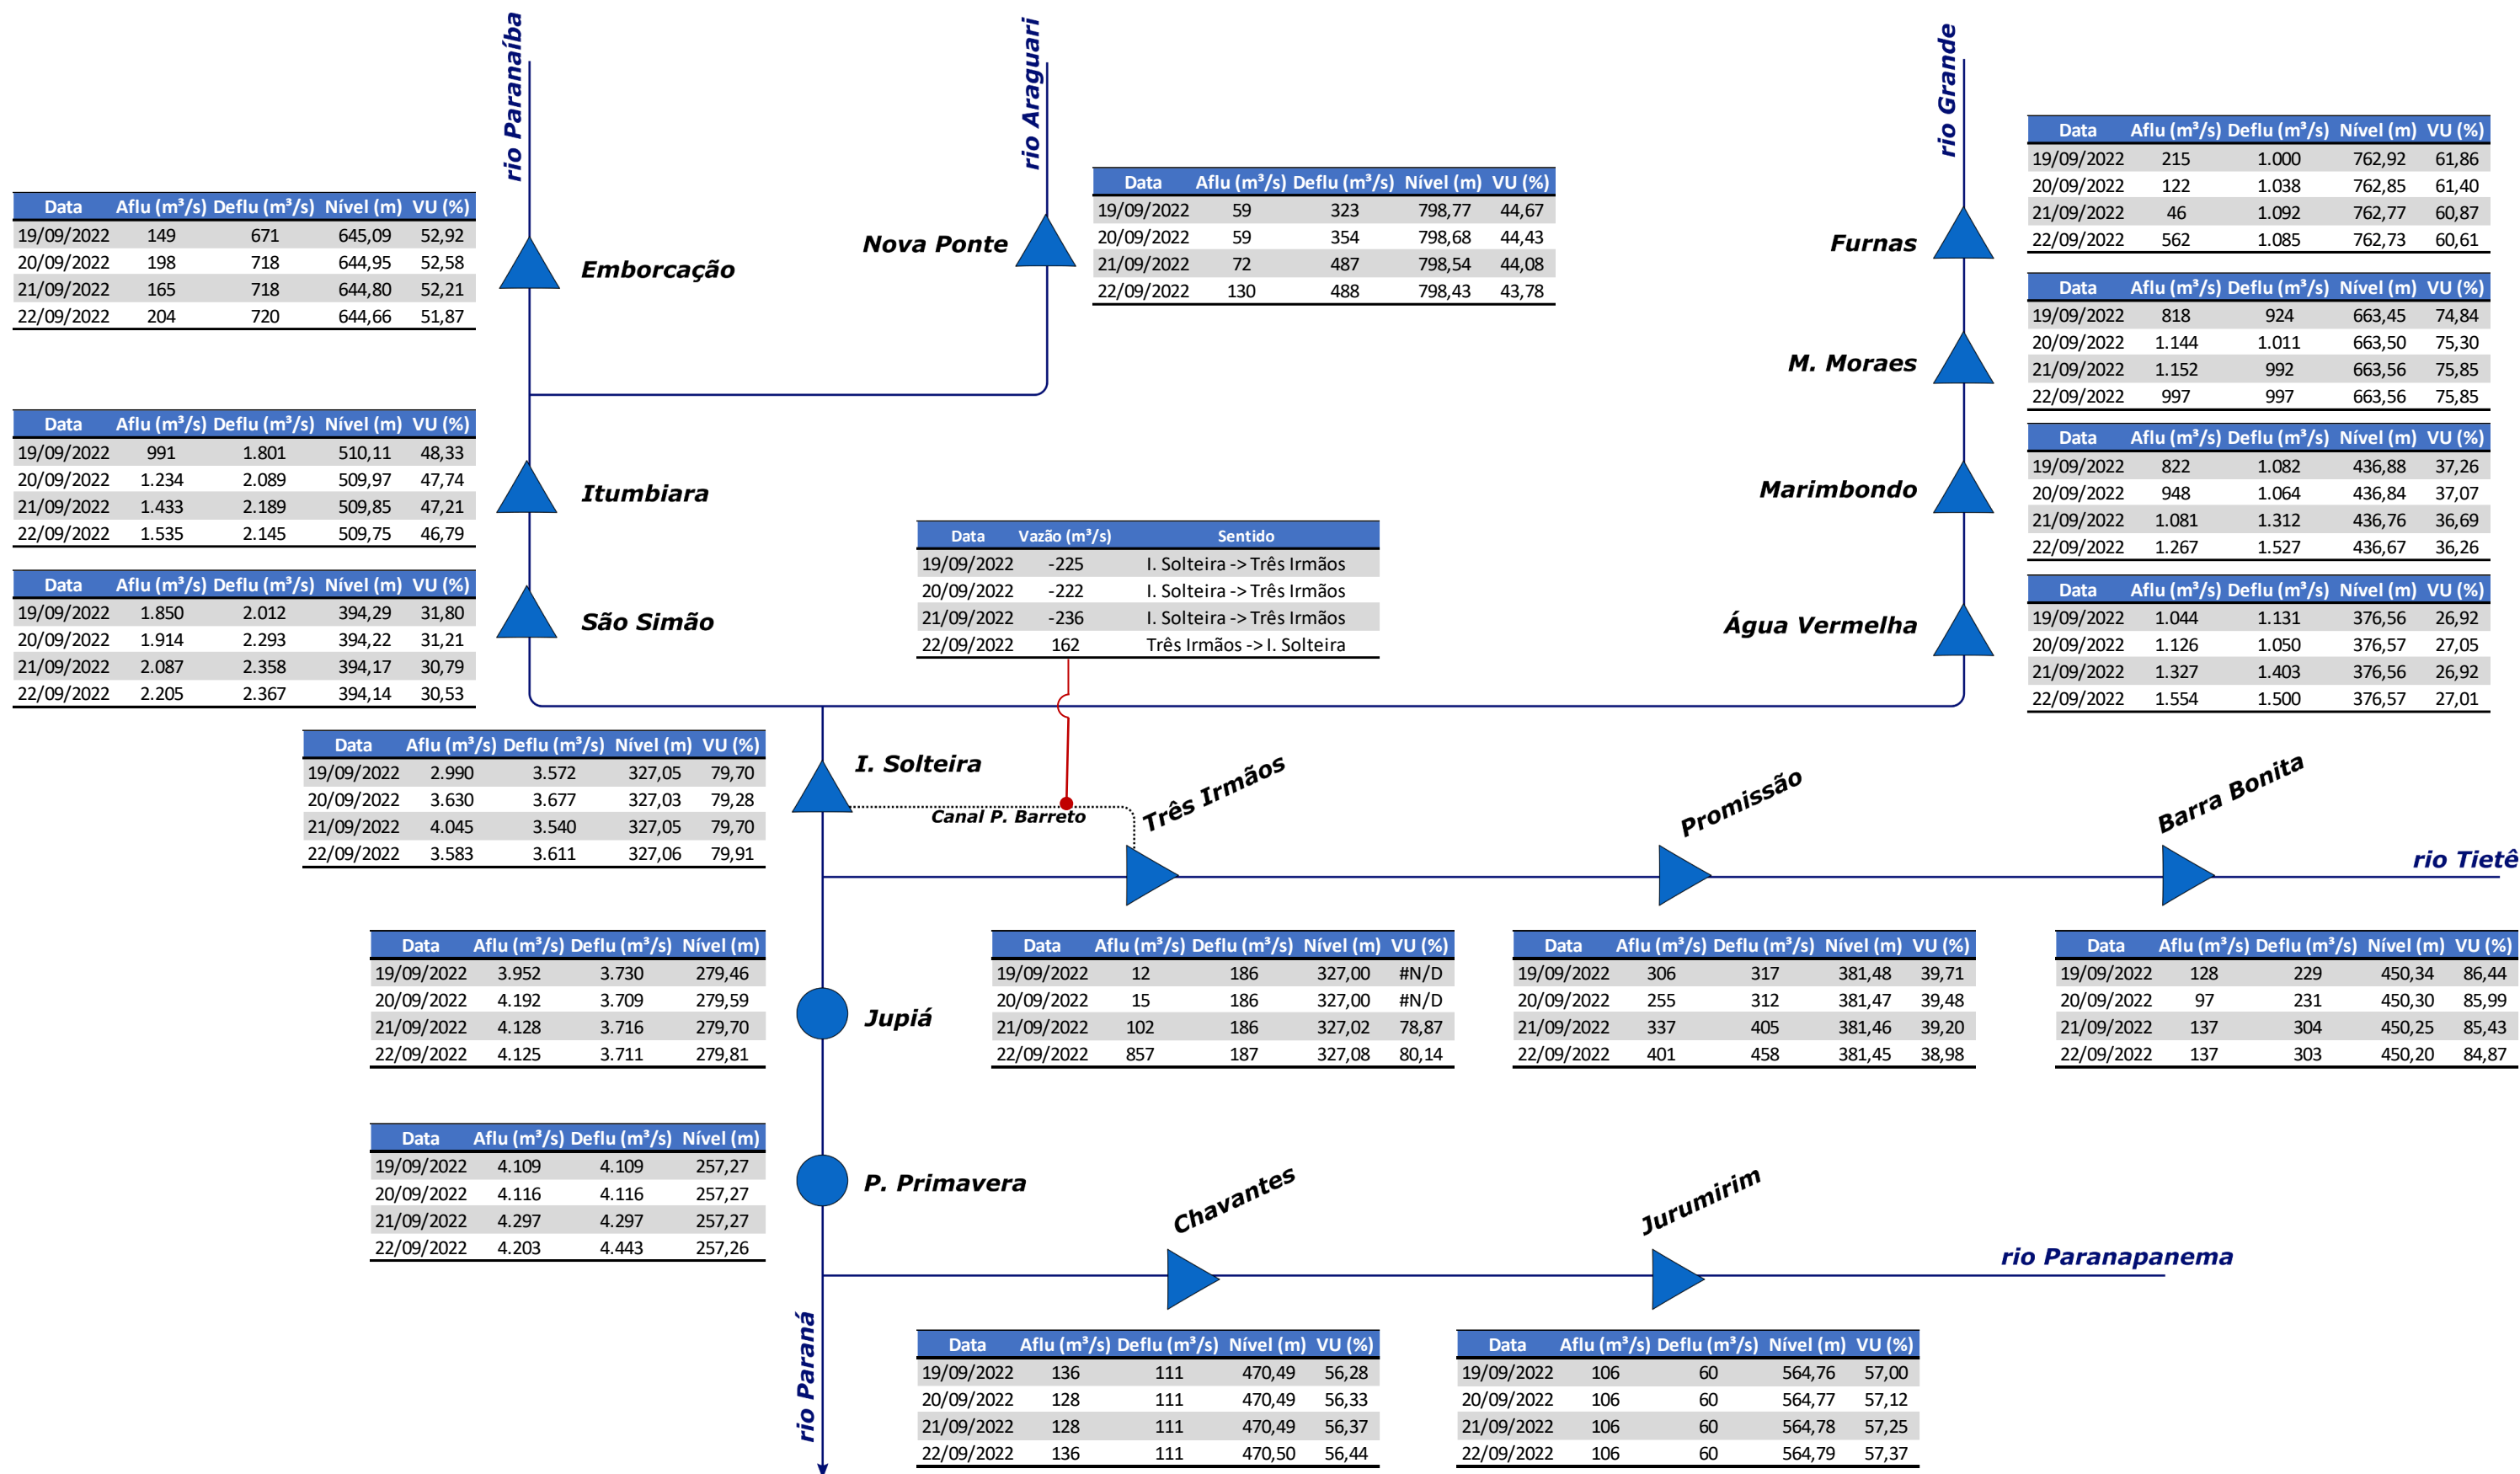 rio Paranaíba
rio Araguari
rio Grande
Data Aflu (m³/s) Deflu (m³/s) Nível (m) VU (%)
19/09/2022 215 1.000 762,92 61,86
20/09/2022 122 1.038 762,85 61,40
21/09/2022 46 1.092 762,77 60,87
22/09/2022 562 1.085 762,73 60,61
Furnas
Data Aflu (m³/s) Deflu (m³/s) Nível (m) VU (%)
19/09/2022 59 323 798,77 44,67
20/09/2022 59 354 798,68 44,43
21/09/2022 72 487 798,54 44,08
22/09/2022 130 488 798,43 43,78
Nova Ponte
Data Aflu (m³/s) Deflu (m³/s) Nível (m) VU (%)
19/09/2022 149 671 645,09 52,92
20/09/2022 198 718 644,95 52,58
21/09/2022 165 718 644,80 52,21
22/09/2022 204 720 644,66 51,87
Emborcação
Data Aflu (m³/s) Deflu (m³/s) Nível (m) VU (%)
19/09/2022 818 924 663,45 74,84
20/09/2022 1.144 1.011 663,50 75,30
21/09/2022 1.152 992 663,56 75,85
22/09/2022 997 997 663,56 75,85
M. Moraes
Data Aflu (m³/s) Deflu (m³/s) Nível (m) VU (%)
19/09/2022 991 1.801 510,11 48,33
20/09/2022 1.234 2.089 509,97 47,74
21/09/2022 1.433 2.189 509,85 47,21
22/09/2022 1.535 2.145 509,75 46,79
Itumbiara
Data Aflu (m³/s) Deflu (m³/s) Nível (m) VU (%)
19/09/2022 822 1.082 436,88 37,26
20/09/2022 948 1.064 436,84 37,07
21/09/2022 1.081 1.312 436,76 36,69
22/09/2022 1.267 1.527 436,67 36,26
Marimbondo
Data Vazão (m³/s) Sentido
19/09/2022 -225 I. Solteira -> Três Irmãos
20/09/2022 -222 I. Solteira -> Três Irmãos
21/09/2022 -236 I. Solteira -> Três Irmãos
22/09/2022 162 Três Irmãos -> I. Solteira
Data Aflu (m³/s) Deflu (m³/s) Nível (m) VU (%)
19/09/2022 1.850 2.012 394,29 31,80
20/09/2022 1.914 2.293 394,22 31,21
21/09/2022 2.087 2.358 394,17 30,79
22/09/2022 2.205 2.367 394,14 30,53
São Simão
Data Aflu (m³/s) Deflu (m³/s) Nível (m) VU (%)
19/09/2022 1.044 1.131 376,56 26,92
20/09/2022 1.126 1.050 376,57 27,05
21/09/2022 1.327 1.403 376,56 26,92
22/09/2022 1.554 1.500 376,57 27,01
Água Vermelha
Data Aflu (m³/s) Deflu (m³/s) Nível (m) VU (%)
19/09/2022 2.990 3.572 327,05 79,70
20/09/2022 3.630 3.677 327,03 79,28
21/09/2022 4.045 3.540 327,05 79,70
22/09/2022 3.583 3.611 327,06 79,91
I. Solteira
Canal P. Barreto
Três Irmãos
Promissão
Barra Bonita
rio Tietê
Data Aflu (m³/s) Deflu (m³/s) Nível (m)
19/09/2022 3.952 3.730 279,46
20/09/2022 4.192 3.709 279,59
21/09/2022 4.128 3.716 279,70
22/09/2022 4.125 3.711 279,81
Jupiá
Data Aflu (m³/s) Deflu (m³/s) Nível (m) VU (%)
19/09/2022 12 186 327,00 #N/D
20/09/2022 15 186 327,00 #N/D
21/09/2022 102 186 327,02 78,87
22/09/2022 857 187 327,08 80,14
Data Aflu (m³/s) Deflu (m³/s) Nível (m) VU (%)
19/09/2022 306 317 381,48 39,71
20/09/2022 255 312 381,47 39,48
21/09/2022 337 405 381,46 39,20
22/09/2022 401 458 381,45 38,98
Data Aflu (m³/s) Deflu (m³/s) Nível (m) VU (%)
19/09/2022 128 229 450,34 86,44
20/09/2022 97 231 450,30 85,99
21/09/2022 137 304 450,25 85,43
22/09/2022 137 303 450,20 84,87
Data Aflu (m³/s) Deflu (m³/s) Nível (m)
19/09/2022 4.109 4.109 257,27
20/09/2022 4.116 4.116 257,27
21/09/2022 4.297 4.297 257,27
22/09/2022 4.203 4.443 257,26
P. Primavera
Chavantes
Jurumirim
rio Paranapanema
rio Paraná
Data Aflu (m³/s) Deflu (m³/s) Nível (m) VU (%)
19/09/2022 136 111 470,49 56,28
20/09/2022 128 111 470,49 56,33
21/09/2022 128 111 470,49 56,37
22/09/2022 136 111 470,50 56,44
Data Aflu (m³/s) Deflu (m³/s) Nível (m) VU (%)
19/09/2022 106 60 564,76 57,00
20/09/2022 106 60 564,77 57,12
21/09/2022 106 60 564,78 57,25
22/09/2022 106 60 564,79 57,37